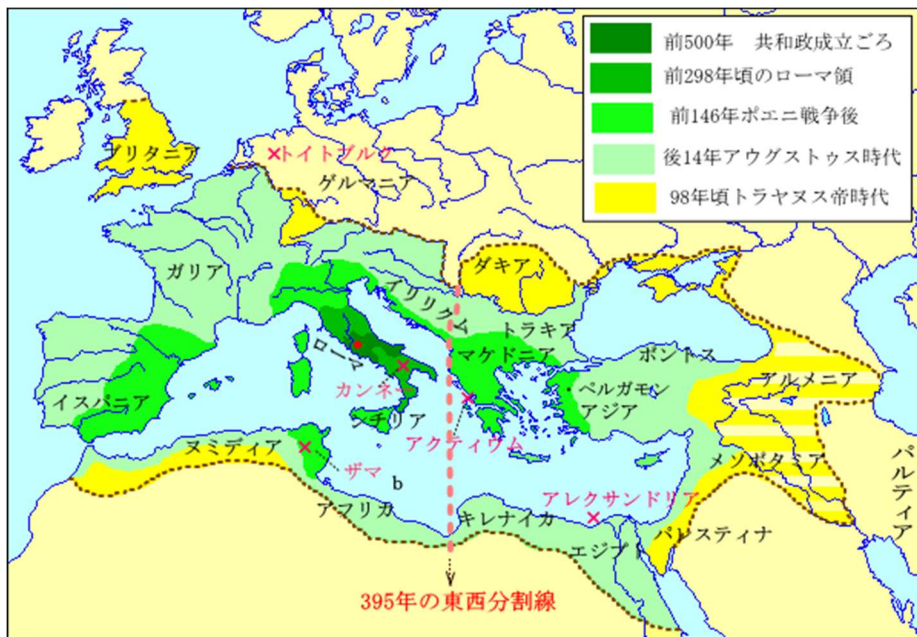 前500年　共和政成立ごろ
前298年頃のローマ領
前146年ポエニ戦争後
後14年アウグストゥス時代
98年頃トラヤヌス帝時代
ブリタニア
トイトブルク
ゲルマニア
ガリア
ダキア
イリリクム
トラキア
ローマ
マケドニア
ポントス
カンネー
ペルガモン
アルメニア
イスパニア
シチリア
アジア
ヌミディア
アクティウム
メソポタミア
ザマ
b
アレクサンドリア
パルティア
アフリカ
キレナイカ
パレスティナ
エジプト
395年の東西分割線